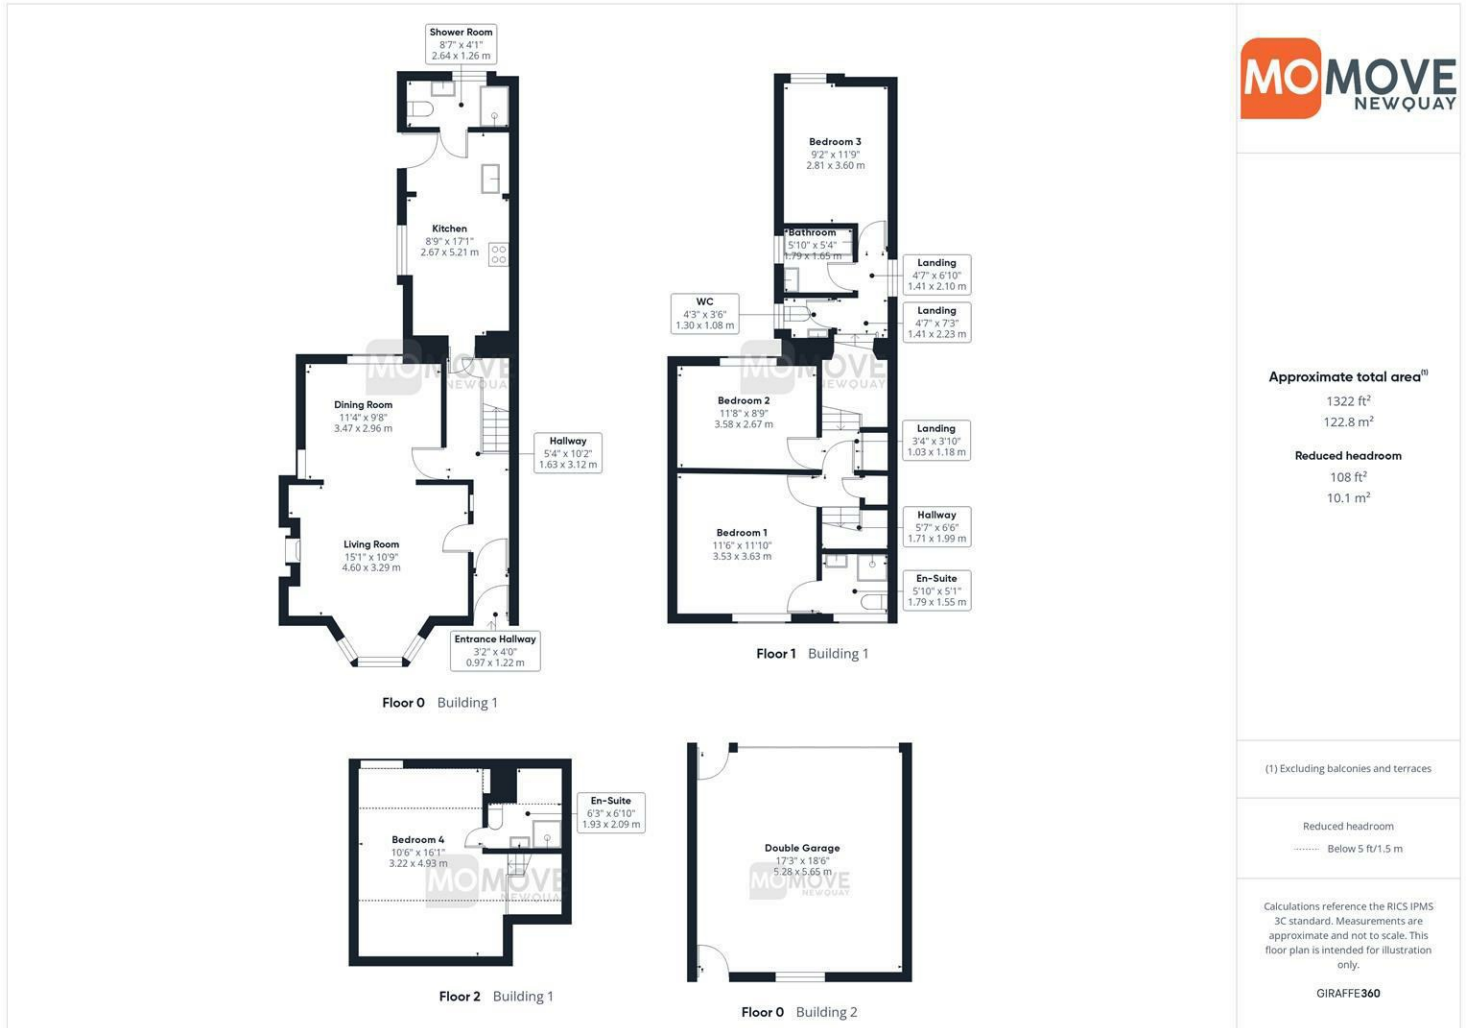 Shower Room
8'7" x 4'1"
2.64 x 1.26 m
Kitchen
8'9" x 17'1"
2.67 x 5.21 m
MOMOVE
NEWQUAY
Dining Room
11'4" x 9'8"
3.47 x 2.96 m
Hallway
5'4" x 10'2"
1.63 x 3.12 m
Living Room
15'1" x 10'9"
4.60 x 3.29 m
Entrance Hallway
3'2" x 4'0"
0.97 x 1.22 m
Floor 0 Building 1
Bedroom 3
9'2" x 11'9"
2.81 x 3.60 m
Bathroom
5'10" x 5'4"
1.79 x 1.65 m
Landing
4'7" x 6'10"
1.41 x 2.10 m
WC
4'3" x 3'6"
1.30 x 1.08 m
Landing
4'7" x 7'3"
1.41 x 2.23 m
MOMOVE
NEWQUAY
Bedroom 2
11'8" x 8'9"
3.58 x 2.67 m
Landing
3'4" x 3'10"
1.03 x 1.18 m
Hallway
5'7" x 6'6"
1.71 x 1.99 m
Bedroom 1
11'6" x 11'10"
3.53 x 3.63 m
En-Suite
5'10" x 5'1"
1.79 x 1.55 m
Floor 1 Building 1
En-Suite
6'3" x 6'10"
1.93 x 2.09 m
Bedroom 4
10'6" x 16'1"
3.22 x 4.93 m
MOMOVE
NEWQUAY
Floor 2 Building 1
Double Garage
17'3" x 18'6"
5.28 x 5.65 m
MOMOVE
NEWQUAY
Floor 0 Building 2
MOMOVE
NEWQUAY
Approximate total area(1)
1322 ft²
122.8 m²
Reduced headroom
108 ft²
10.1 m²
(1) Excluding balconies and terraces
Reduced headroom
Below 5 ft/1.5 m
Calculations reference the RICS IPMS
3C standard. Measurements are
approximate and not to scale. This
floor plan is intended for illustration
only.
GIRAFFE360